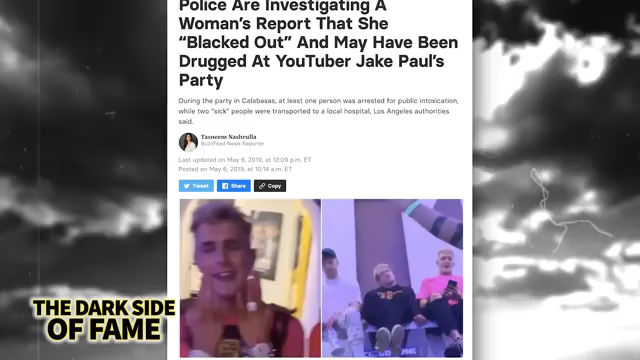 Police Are Investigating A
Woman's Report That She
“Blacked Out” And May Have Been
Drugged At YouTuber Jake Paul's
Party
During the party in Calabasas, at least one person was arrested for public intoxication,
while two “sick” people were transported to a local hospital, Los Angeles authorities
said.
Tasneem Nashrulla
BuzzFeed News Reporter
Last updated on May 6, 2019, at 12:09 p.m. ET
Posted on May 6, 2019, at 10:14 a.m. ET
Tweet Share Copy
THE DARK SIDE
OF FAME